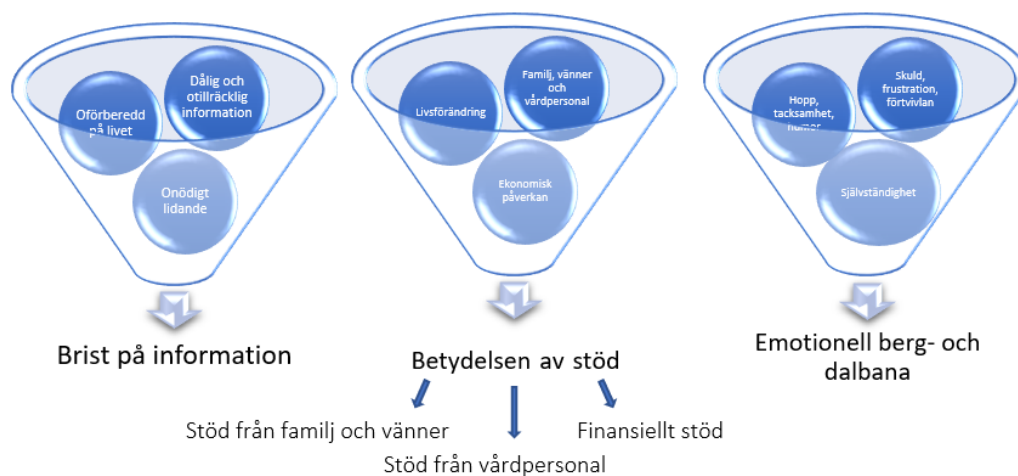 Dålig och
otillräcklig
information
Oförberedd
på livet
Onödigt
lidande
Brist på information
Familj, vänner
och
vårdpersonal
Livsförändring
Ekonomisk
påverkan
Betydelsen av stöd
Stöd från familj och vänner
Finansiellt stöd
Stöd från vårdpersonal
Skuld,
frustration,
förtvivlan
Hopp,
tacksamhet,
humor
Självständighet
Emotionell berg- och
dalbana